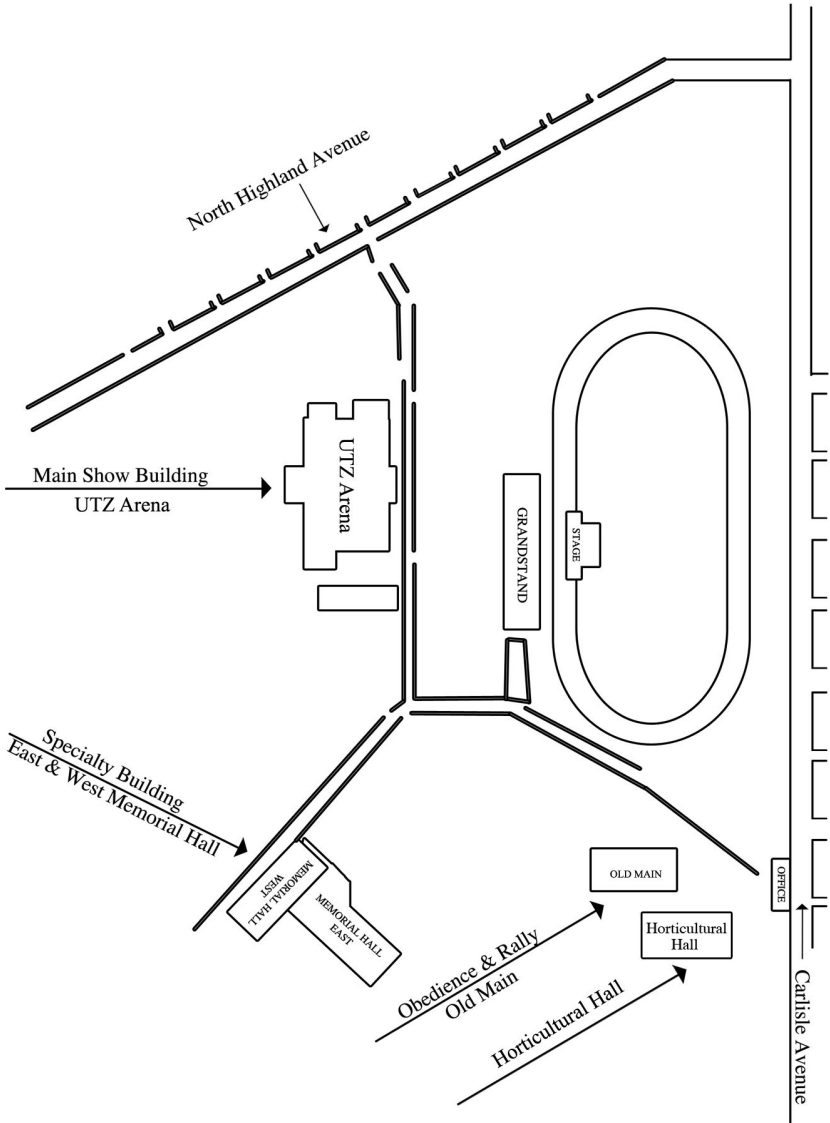 North Highland Avenue
Main Show Building
UTZ Arena
UTZ Arena
GRANDSTAND
STAGE
Specialty Building
East & West Memorial Hall
MEMORIAL HALL
WEST
MEMORIAL HALL
EAST
OLD MAIN
OFFICE
Horticultural
Hall
Obedience & Rally
Old Main
Horticultural Hall
Carlisle Avenue